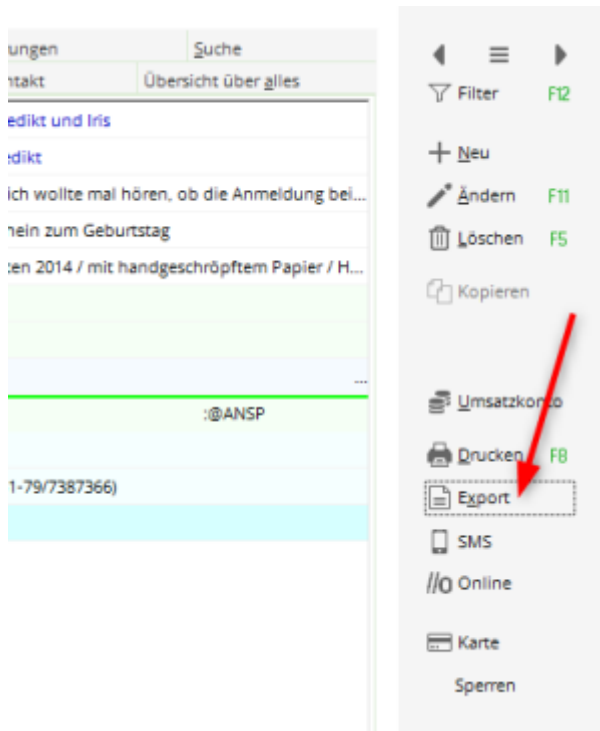 ungen Suche
ntakt Übersicht über alles
edikt und Iris
edikt
ich wollte mal hören, ob die Anmeldung bei...
hein zum Geburtstag
ten 2014 / mit handgeschröpftem Papier / H...
...
:@ANSP
1-79/7387366)
Filter F12
Neu
Ändern F11
Löschen F5
Kopieren
Umsatzkonto
Drucken F8
Export
SMS
//o Online
Karte
Sperren